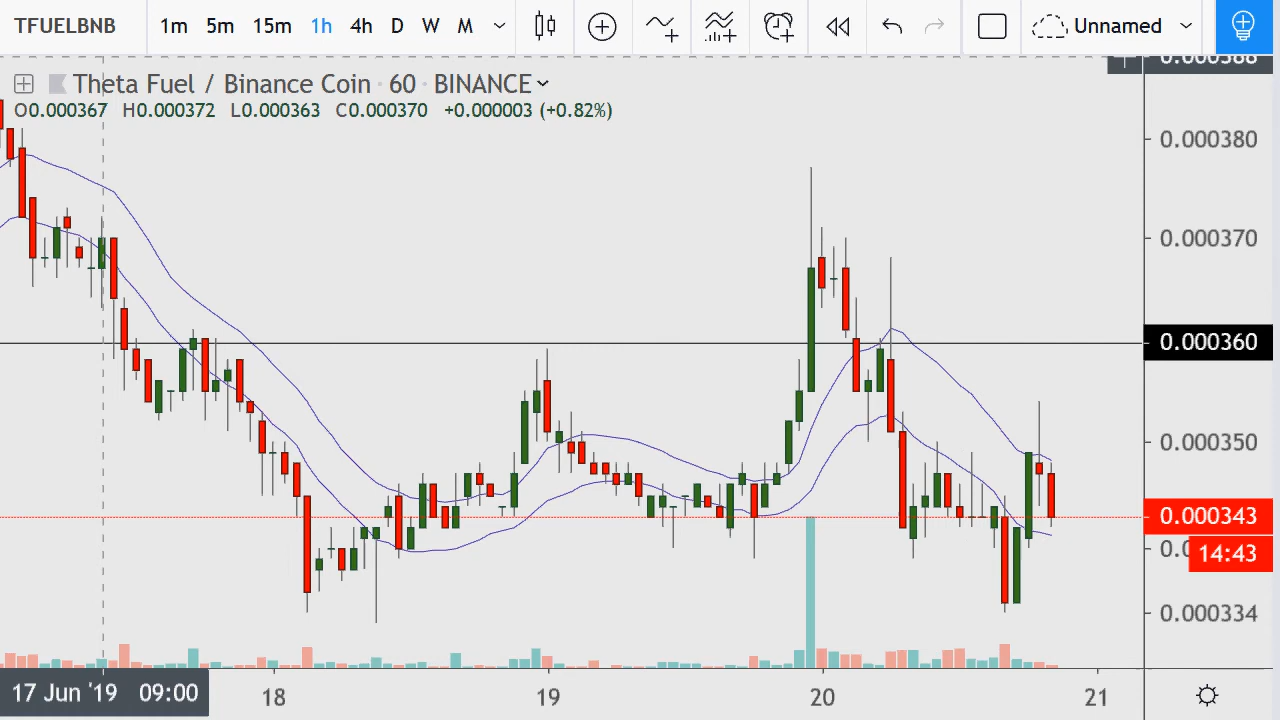 TFUELBNB 1m 5m 15m 1h 4h D W M Unnamed
0.000388
Theta Fuel / Binance Coin · 60 · BINANCE
O0.000367 H0.000372 L0.000363 C0.000370 +0.000003 (+0.82%)
0.000380
0.000370
0.000360
0.000350
0.000343
14:43
0.000334
17 Jun '19 09:00 18 19 20 21